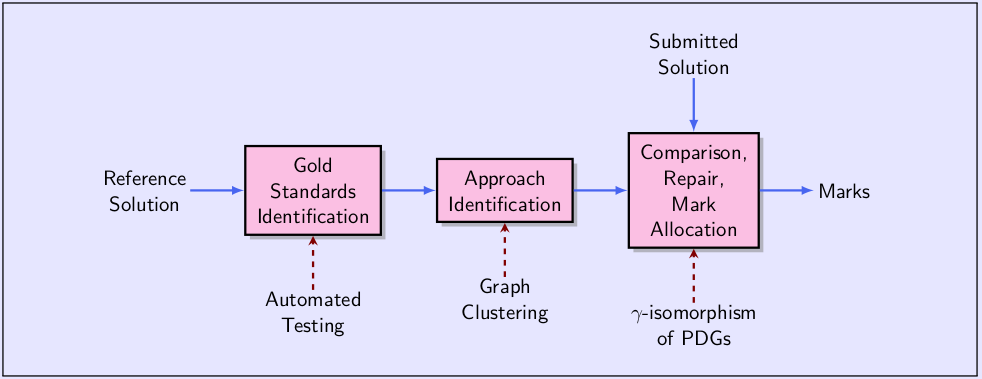 Submitted
Solution
Reference
Solution
Gold
Standards
Identification
Approach
Identification
Comparison,
Repair,
Mark
Allocation
Marks
Automated
Testing
Graph
Clustering
γ-isomorphism
of PDGs